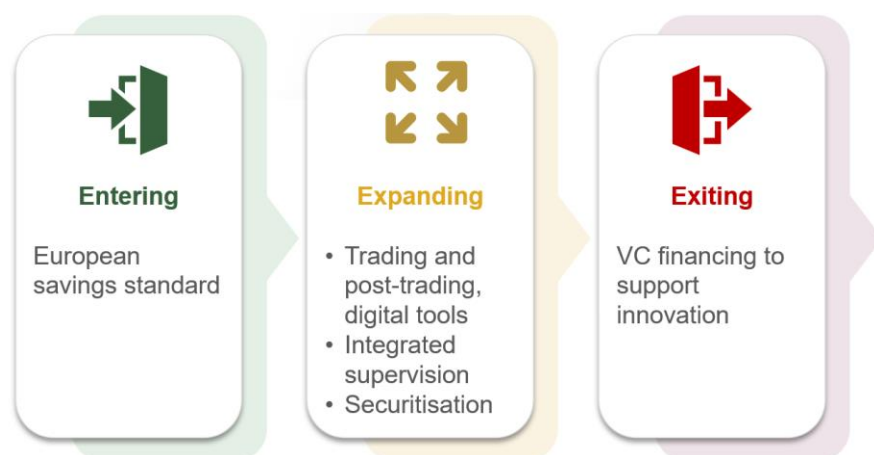 Entering
European
savings standard
Expanding
• Trading and
post-trading,
digital tools
• Integrated
supervision
• Securitisation
Exiting
VC financing to
support
innovation